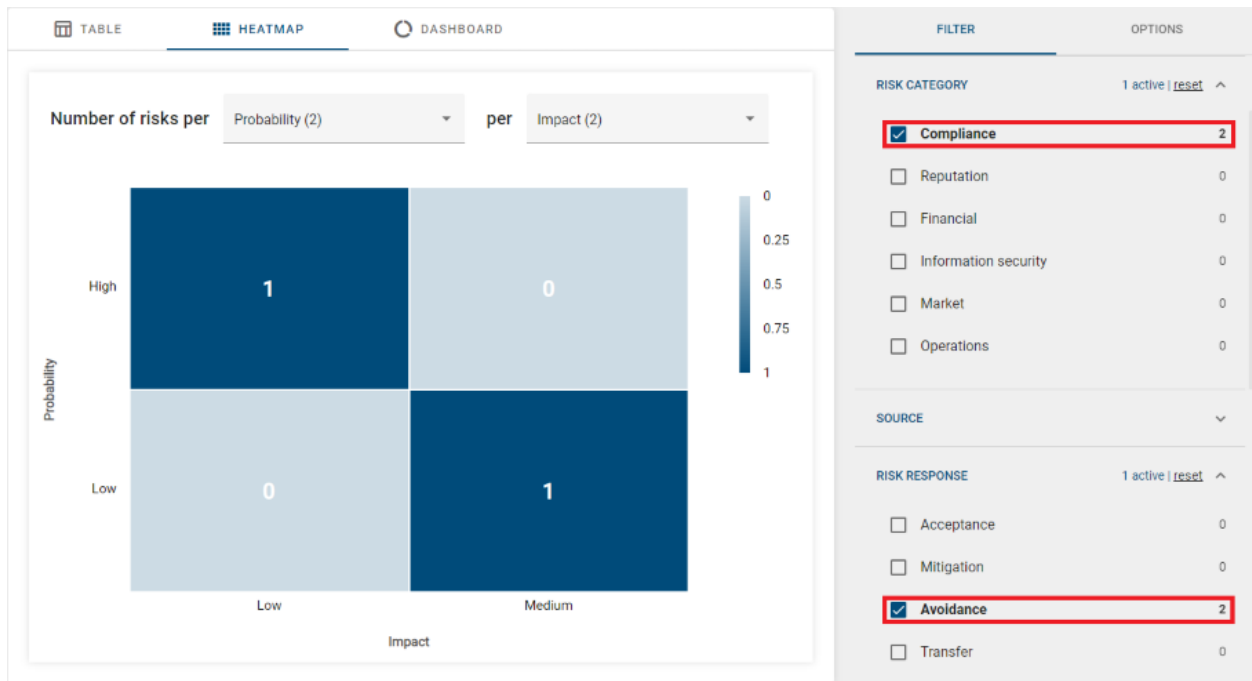 TABLE HEATMAP DASHBOARD
Number of risks per Probability (2) per Impact (2)
0
0.25
0.5
0.75
1
Probability
High 1 0
Low 0 1
Low Medium
Impact
FILTER OPTIONS
RISK CATEGORY 1 active | reset
Compliance 2
Reputation 0
Financial 0
Information security 0
Market 0
Operations 0
SOURCE
RISK RESPONSE 1 active | reset
Acceptance 0
Mitigation 0
Avoidance 2
Transfer 0